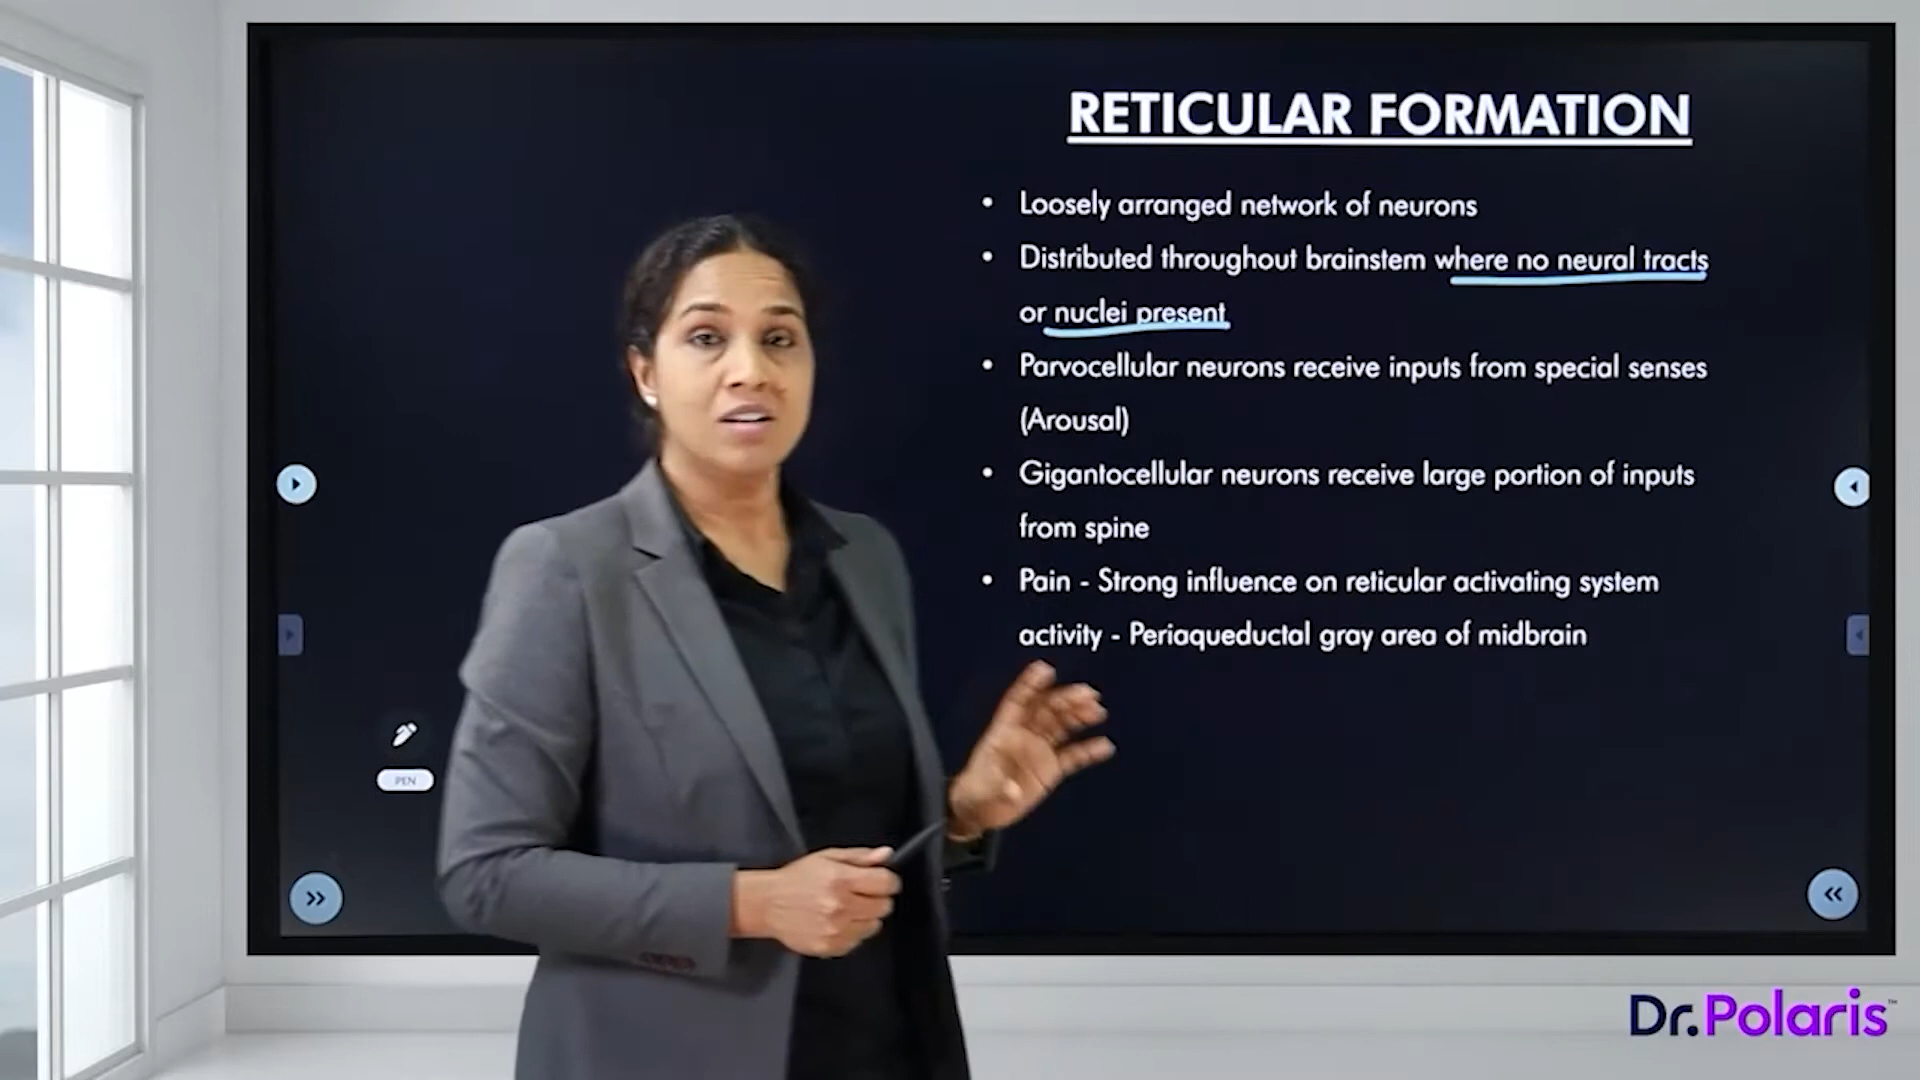 RETICULAR FORMATION
• Loosely arranged network of neurons
• Distributed throughout brainstem where no neural tracts
or nuclei present
• Parvocellular neurons receive inputs from special senses
(Arousal)
• Gigantocellular neurons receive large portion of inputs
from spine
• Pain - Strong influence on reticular activating system
activity - Periaqueductal gray area of midbrain
PEN
Dr.Polaris™